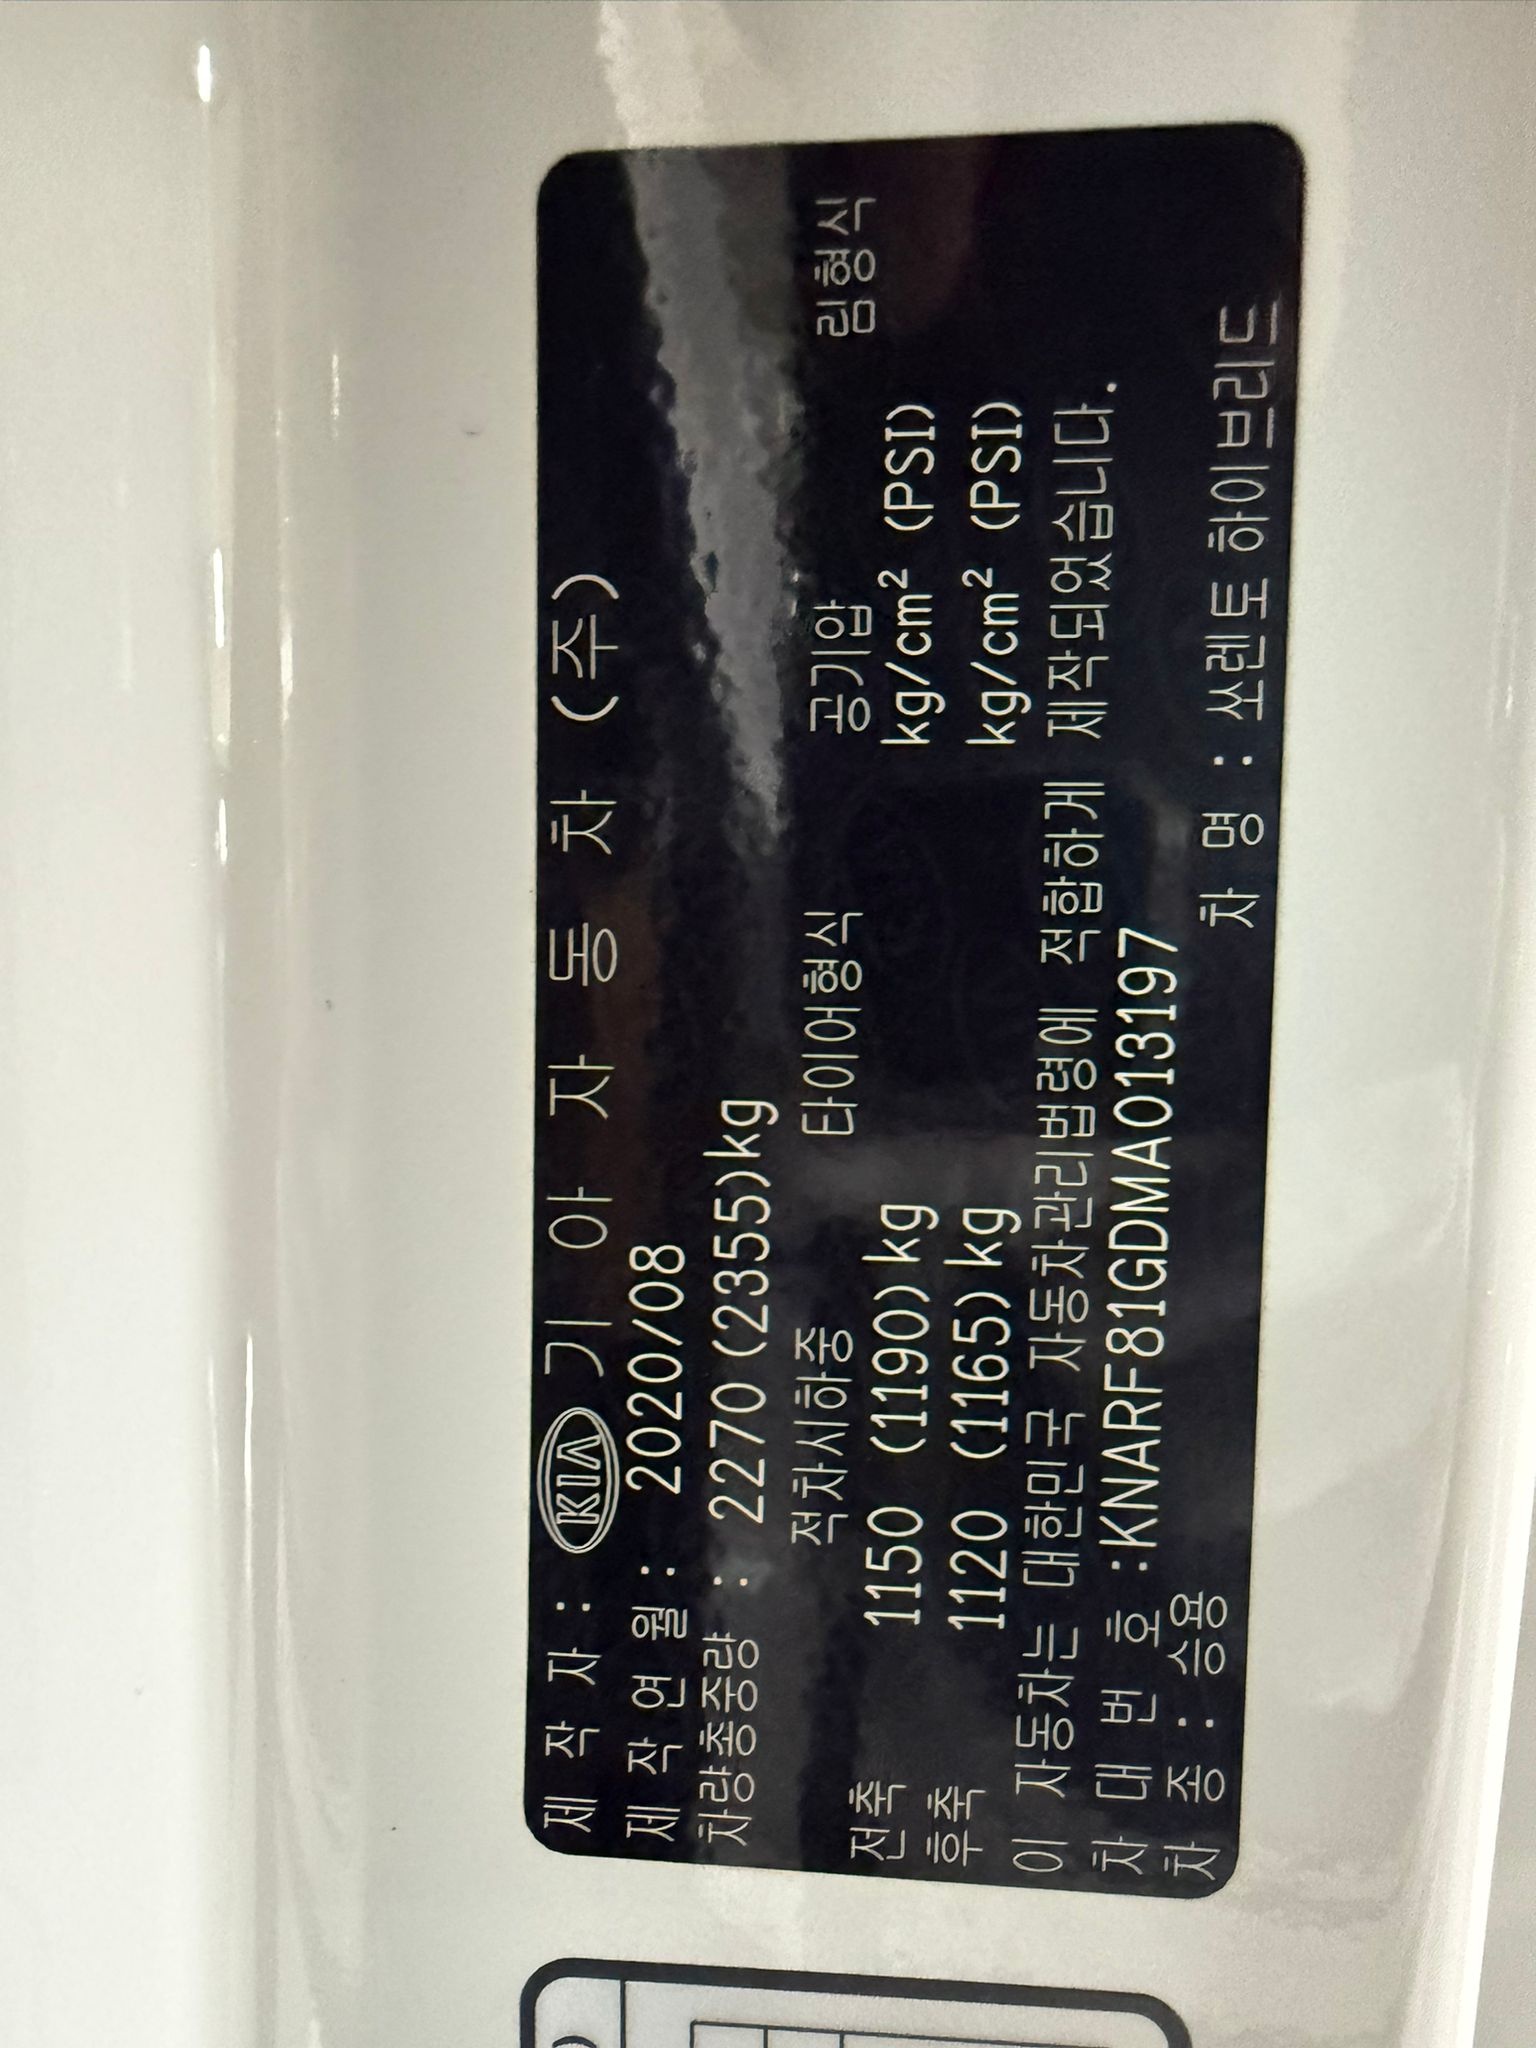 제 작 자 : KIA 기 아 자 동 차 (주)
제 작 연 월 : 2020/08
차량총중량 : 2270(2355)kg
적차시하중 타이어형식 공기압 림형식
전축 1150 (1190)kg kg/cm² (PSI)
후축 1120 (1165)kg kg/cm² (PSI)
이 자동차는 대한민국 자동차관리법령에 적합하게 제작되었습니다.
차 대 번 호 :KNARF81GDMA013197
차 종 : 승용 차 명 : 쏘렌토 하이브리드